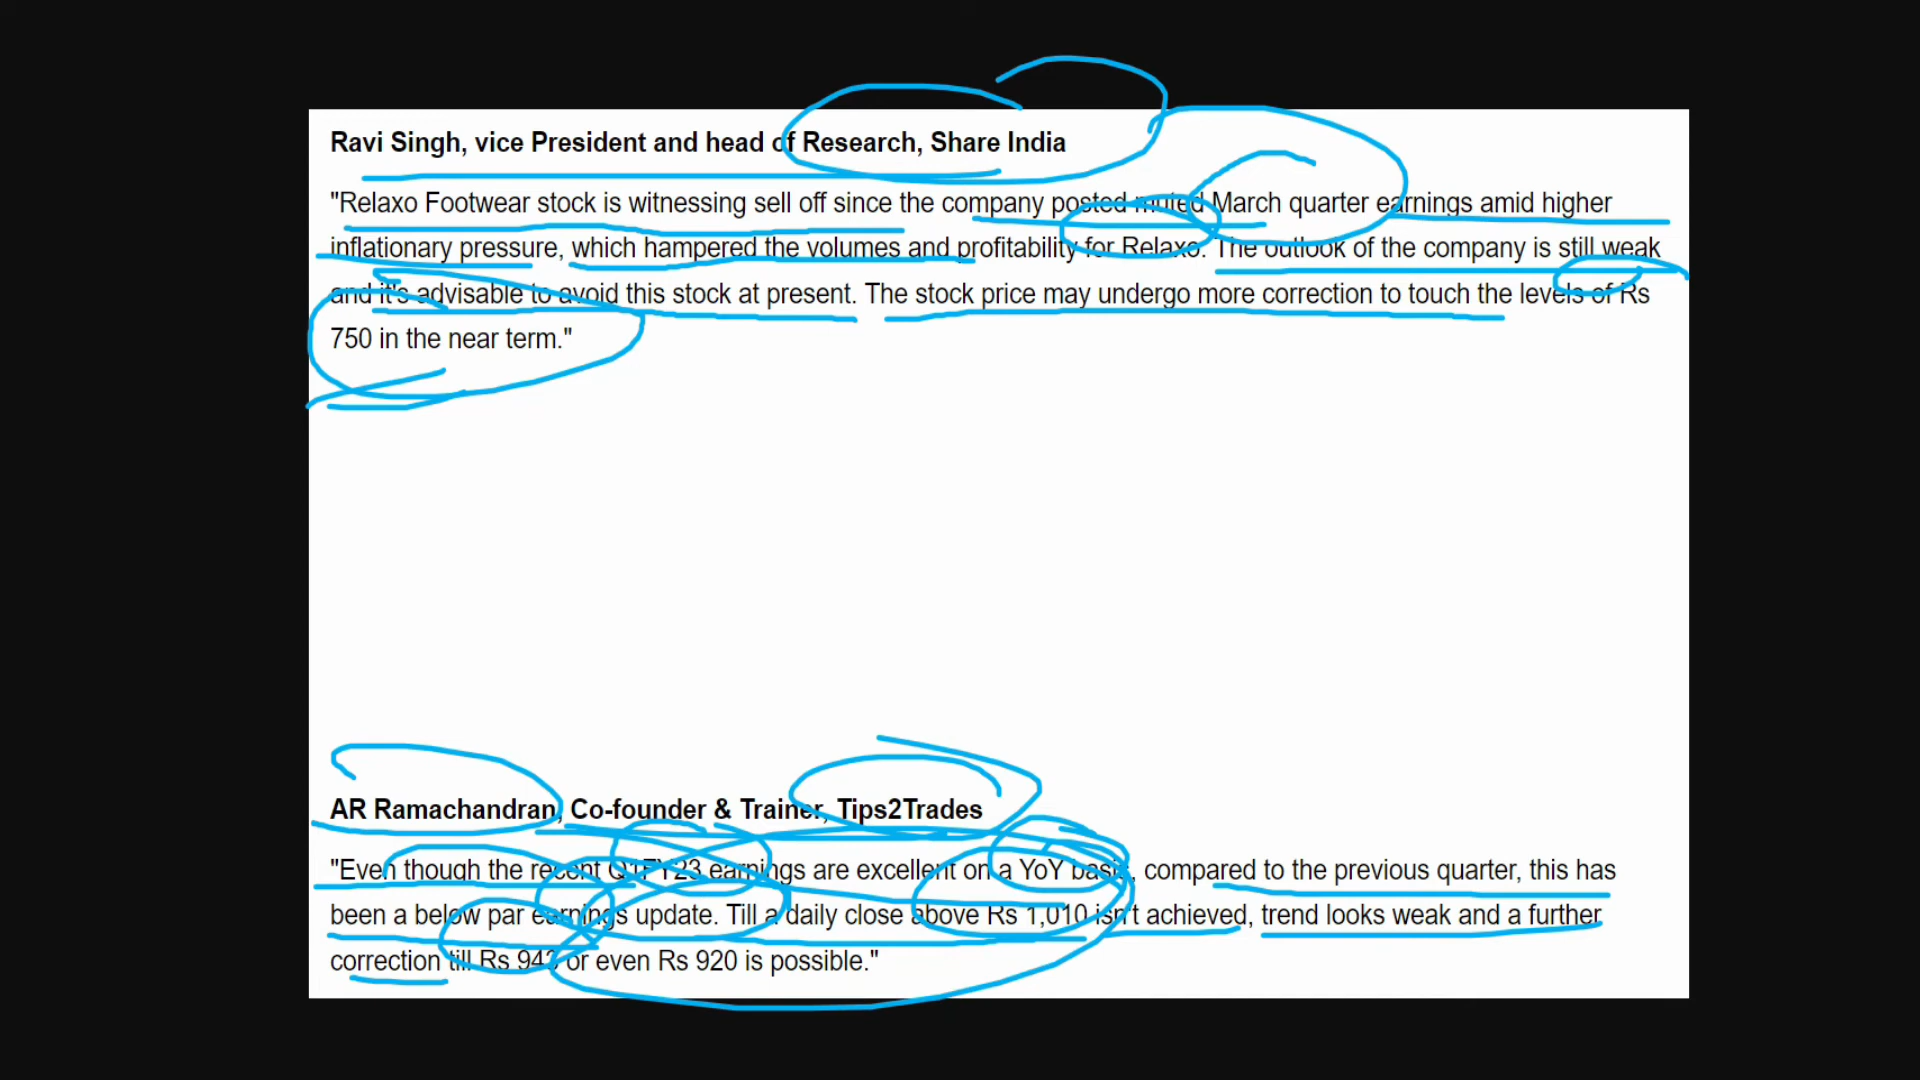 Ravi Singh, vice President and head of Research, Share India
"Relaxo Footwear stock is witnessing sell off since the company posted muted March quarter earnings amid higher
inflationary pressure, which hampered the volumes and profitability for Relaxo. The outlook of the company is still weak
and it's advisable to avoid this stock at present. The stock price may undergo more correction to touch the levels of Rs
750 in the near term."
AR Ramachandran, Co-founder & Trainer, Tips2Trades
"Even though the recent Q1FY23 earnings are excellent on a YoY basis, compared to the previous quarter, this has
been a below par earnings update. Till a daily close above Rs 1,010 isn't achieved, trend looks weak and a further
correction till Rs 943 or even Rs 920 is possible."